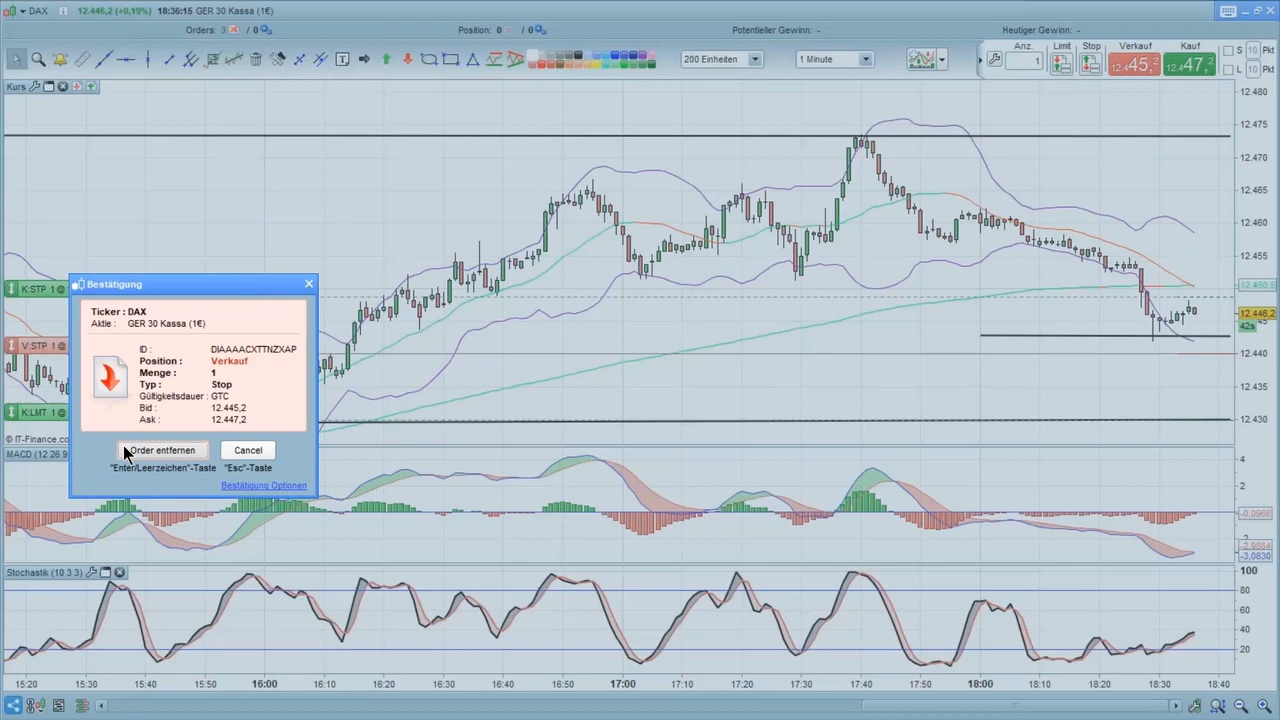 DAX 12.446,2 (+0,19%) 18:36:15 GER 30 Kassa (1€)
Orders: 3 / 0 Position: 0 / 0 Potentieller Gewinn: - Heutiger Gewinn: -
200 Einheiten 1 Minute Anz. 1 Limit Stop Verkauf 12.445,2 Kauf 12.447,2 S 10 Pkt
L 10 Pkt
Kurs
12.480
12.475
12.470
12.465
12.460
12.455
12.450,5
12.446,2
42s
12.440
12.435
12.430
K:STP 1 @
V:STP 1 @
K:LMT 1 @
© IT-Finance.co
Bestätigung
Ticker : DAX
Aktie : GER 30 Kassa (1€)
ID : DIAAAACXTTNZXAP
Position : Verkauf
Menge : 1
Typ : Stop
Gültigkeitsdauer : GTC
Bid : 12.445,2
Ask : 12.447,2
Order entfernen Cancel
"Enter/Leerzeichen"-Taste "Esc"-Taste
Bestätigung Optionen
MACD (12 26 9
4
2
-0,0966
-2,9864
-3,0830
Stochastik (10 3 3)
100
80
60
40
20
15:20 15:30 15:40 15:50 16:00 16:10 16:20 16:30 16:40 16:50 17:00 17:10 17:20 17:30 17:40 17:50 18:00 18:10 18:20 18:30 18:40